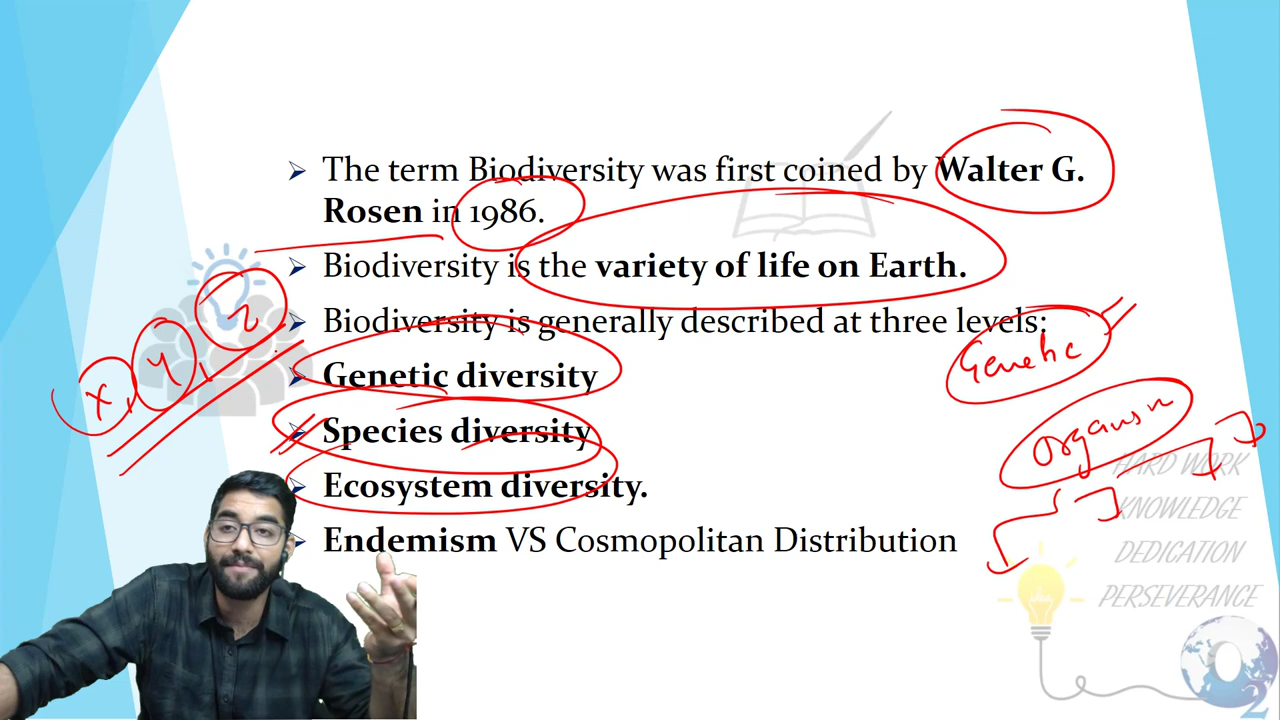 ➢ The term Biodiversity was first coined by Walter G.
Rosen in 1986.
➢ Biodiversity is the variety of life on Earth.
➢ Biodiversity is generally described at three levels:
➢ Genetic diversity
➢ Species diversity
➢ Ecosystem diversity.
➢ Endemism VS Cosmopolitan Distribution
x, y, z
Genetic
Organism
HARD WORK
KNOWLEDGE
DEDICATION
PERSEVERANCE
O2